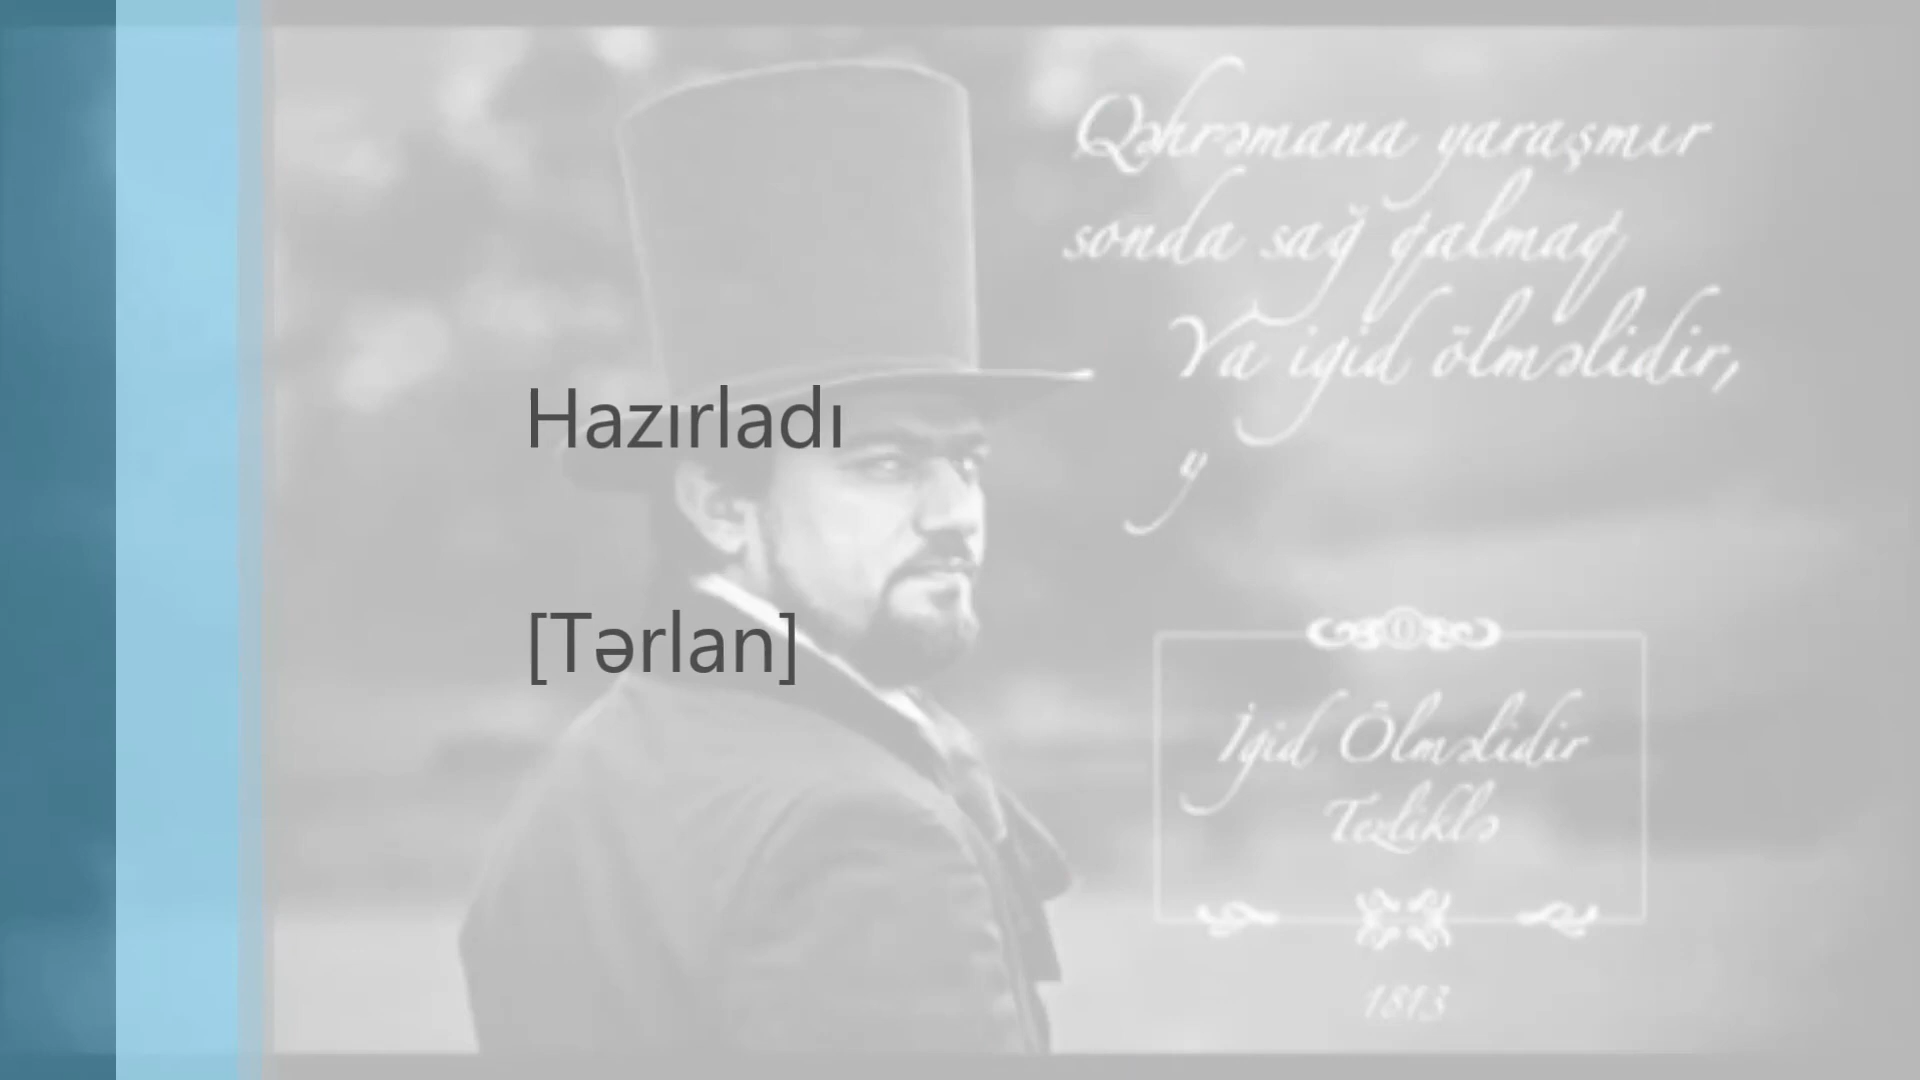 Qəhrəmana yaraşmır
sonda sağ qalmaq
Ya igid ölməlidir,
y
Hazırladı
[Tərlan]
İgid Ölməlidir
Tezliklə
1813